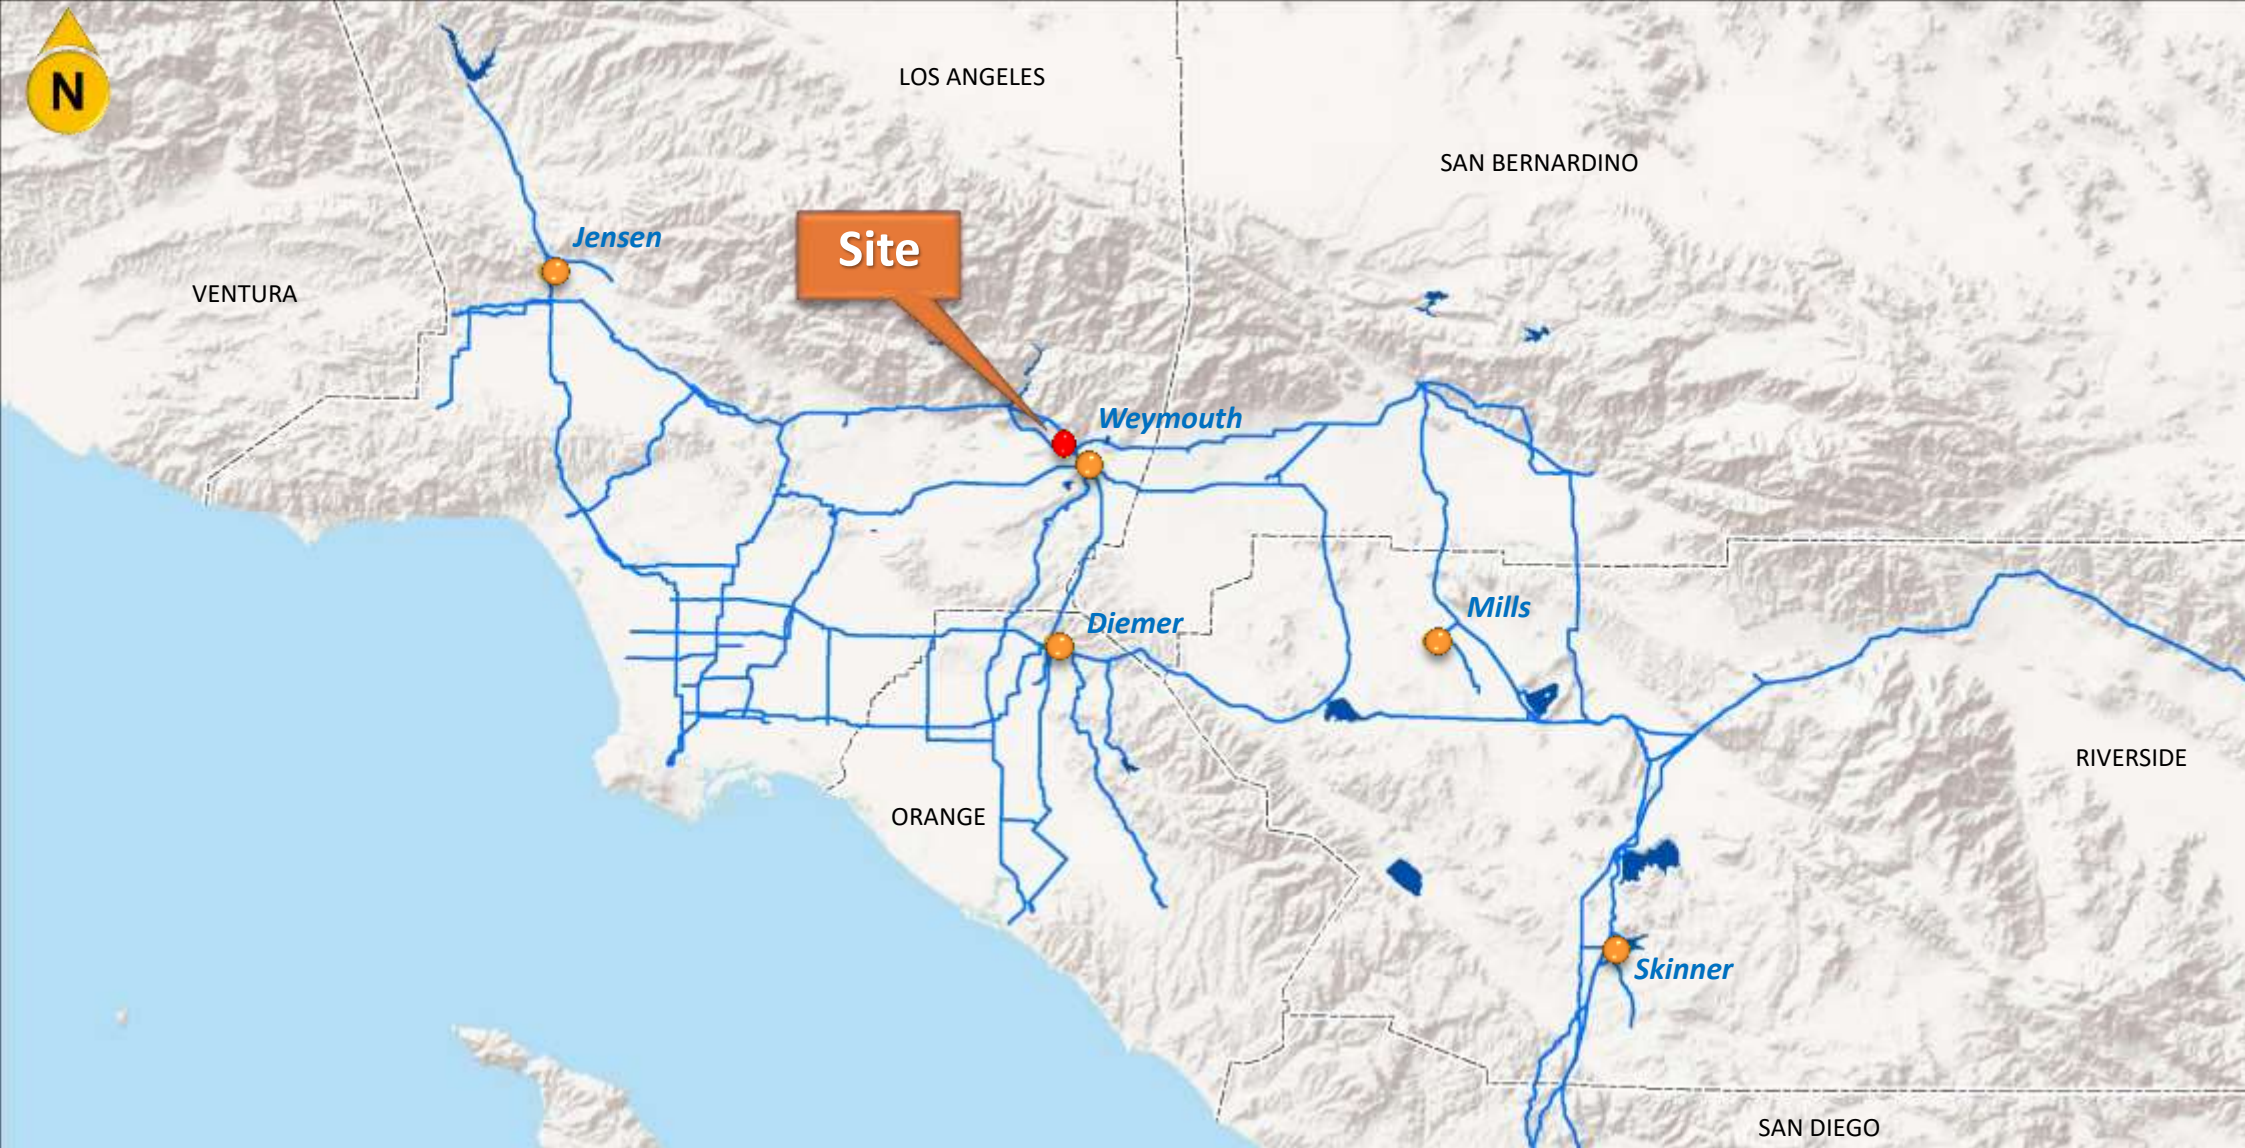 N
LOS ANGELES
SAN BERNARDINO
Jensen
Site
VENTURA
Weymouth
Mills
Diemer
RIVERSIDE
ORANGE
Skinner
SAN DIEGO